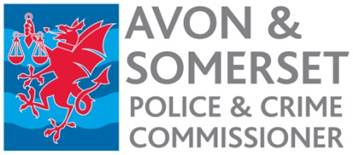 AVON &
SOMERSET
POLICE & CRIME
COMMISSIONER